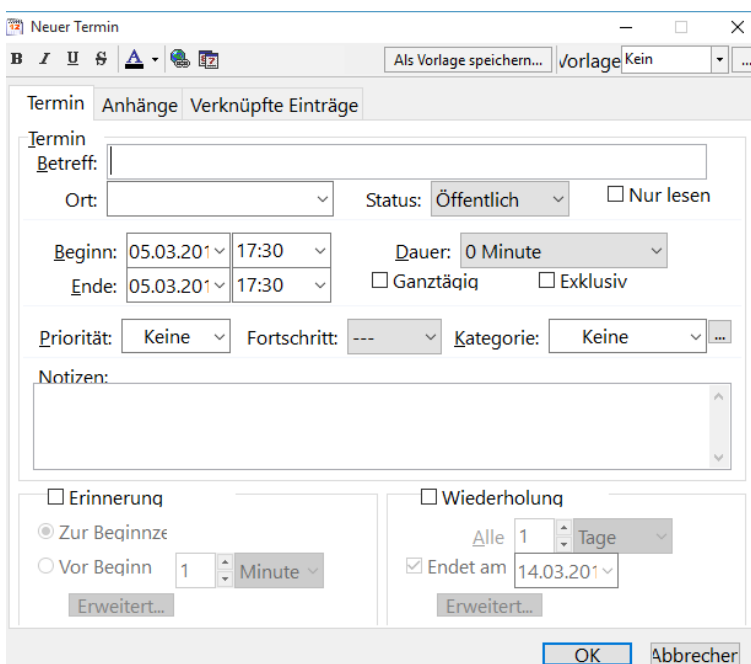 Neuer Termin
B I U S A Als Vorlage speichern... Vorlage Kein ...
Termin Anhänge Verknüpfte Einträge
Termin
Betreff:
Ort: Status: Öffentlich Nur lesen
Beginn: 05.03.201 17:30 Dauer: 0 Minute
Ende: 05.03.201 17:30 Ganztägig Exklusiv
Priorität: Keine Fortschritt: --- Kategorie: Keine ...
Notizen:
Erinnerung Wiederholung
Zur Beginnze Alle 1 Tage
Vor Beginn 1 Minute Endet am 14.03.201
Erweitert... Erweitert...
OK Abbrecher